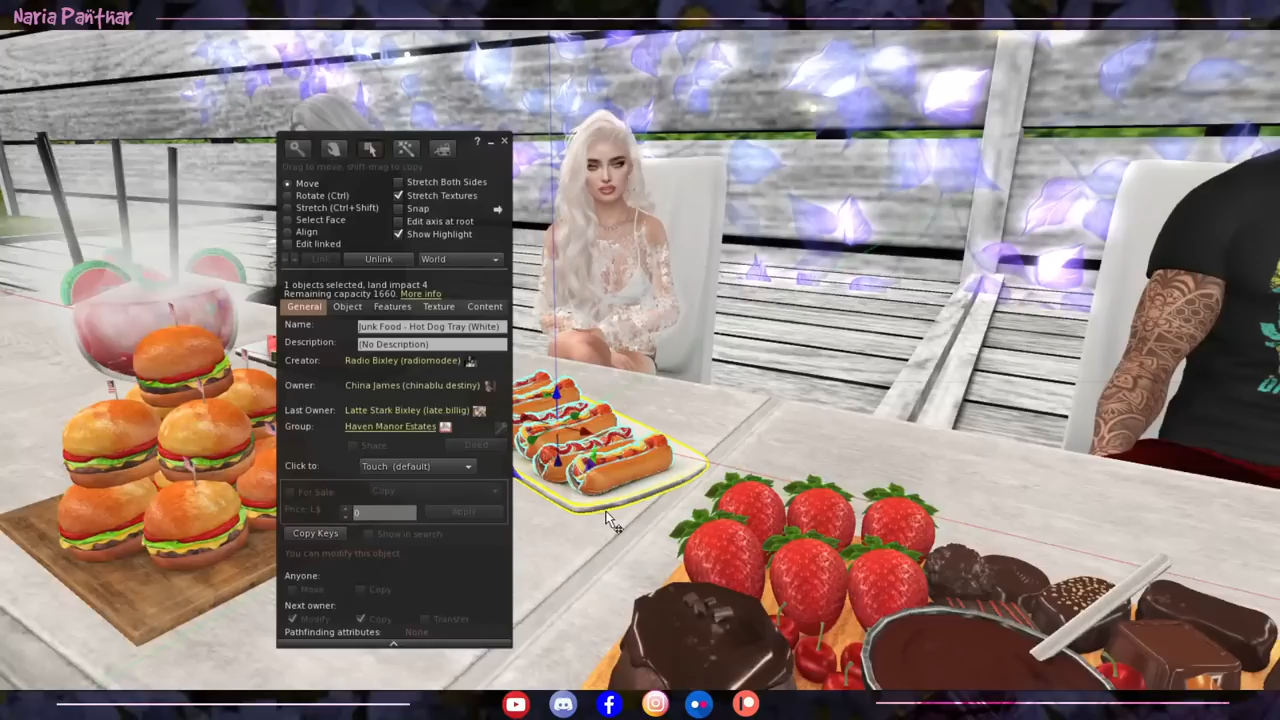 Naria Panthar
?
Drag to move, shift-drag to copy
Move
Rotate (Ctrl)
Stretch (Ctrl+Shift)
Select Face
Align
Edit linked
Stretch Both Sides
Stretch Textures
Snap
Edit axis at root
Show Highlight
Link
Unlink
World
1 objects selected, land impact 4
Remaining capacity 1660. More info
General Object Features Texture Content
Name: Junk Food - Hot Dog Tray (White)
Description: (No Description)
Creator: Radio Bixley (radiomodee)
Owner: China James (chinablu.destiny)
Last Owner: Latte Stark Bixley (late.billig)
Group: Haven Manor Estates
Share Deed
Click to: Touch (default)
For Sale: Copy
Price: L$ 0 Apply
Copy Keys Show in search
You can modify this object
Anyone:
Move Copy
Next owner:
Modify Copy Transfer
Pathfinding attributes: None